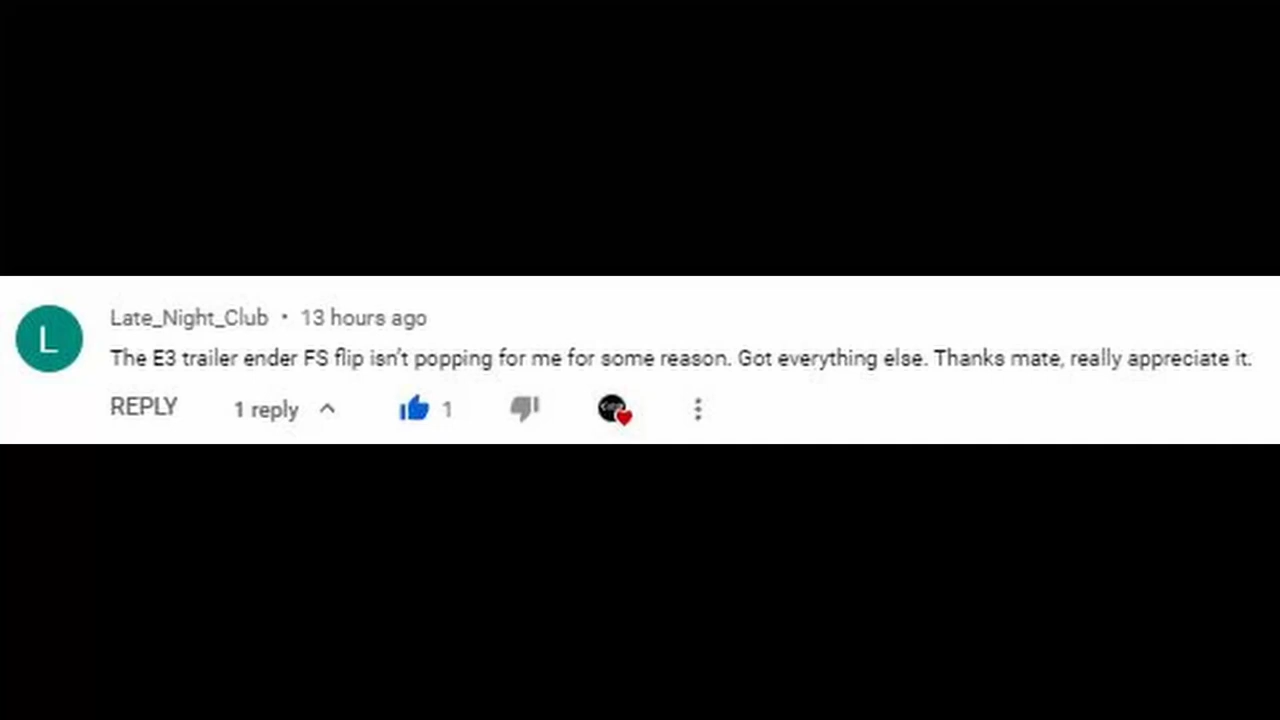 L
Late_Night_Club • 13 hours ago
The E3 trailer ender FS flip isn't popping for me for some reason. Got everything else. Thanks mate, really appreciate it.
REPLY 1 reply 1